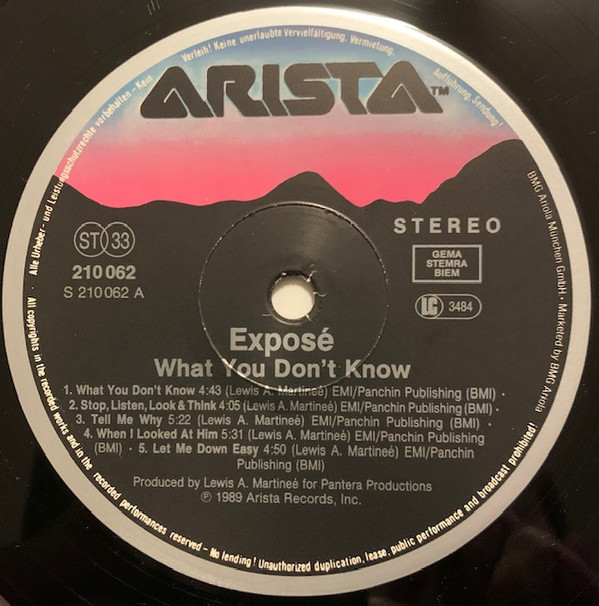 Alle Urheber- und Leistungsschutzrechte vorbehalten - Kein Verleih! Keine unerlaubte Vervielfältigung, Vermietung, Aufführung, Sendung!
ARISTA™
STEREO
ST 33
210 062
S 210 062 A
GEMA
STEMRA
BIEM
LC 3484
BMG Ariola München GmbH · Marketed by BMG Ariola
Exposé
What You Don't Know
1. What You Don't Know 4:43 (Lewis A. Martineé) EMI/Panchin Publishing (BMI) ·
2. Stop, Listen, Look & Think 4:05 (Lewis A. Martineé) EMI/Panchin Publishing (BMI) ·
3. Tell Me Why 5:22 (Lewis A. Martineé) EMI/Panchin Publishing (BMI) ·
4. When I Looked At Him 5:31 (Lewis A. Martineé) EMI/Panchin Publishing
(BMI) · 5. Let Me Down Easy 4:50 (Lewis A. Martineé) EMI/Panchin
Publishing (BMI)
Produced by Lewis A. Martineé for Pantera Productions
℗ 1989 Arista Records, Inc.
All copyrights in the recorded works and in the recorded performances reserved - No lending! Unauthorized duplication, lease, public performance and broadcast prohibited!